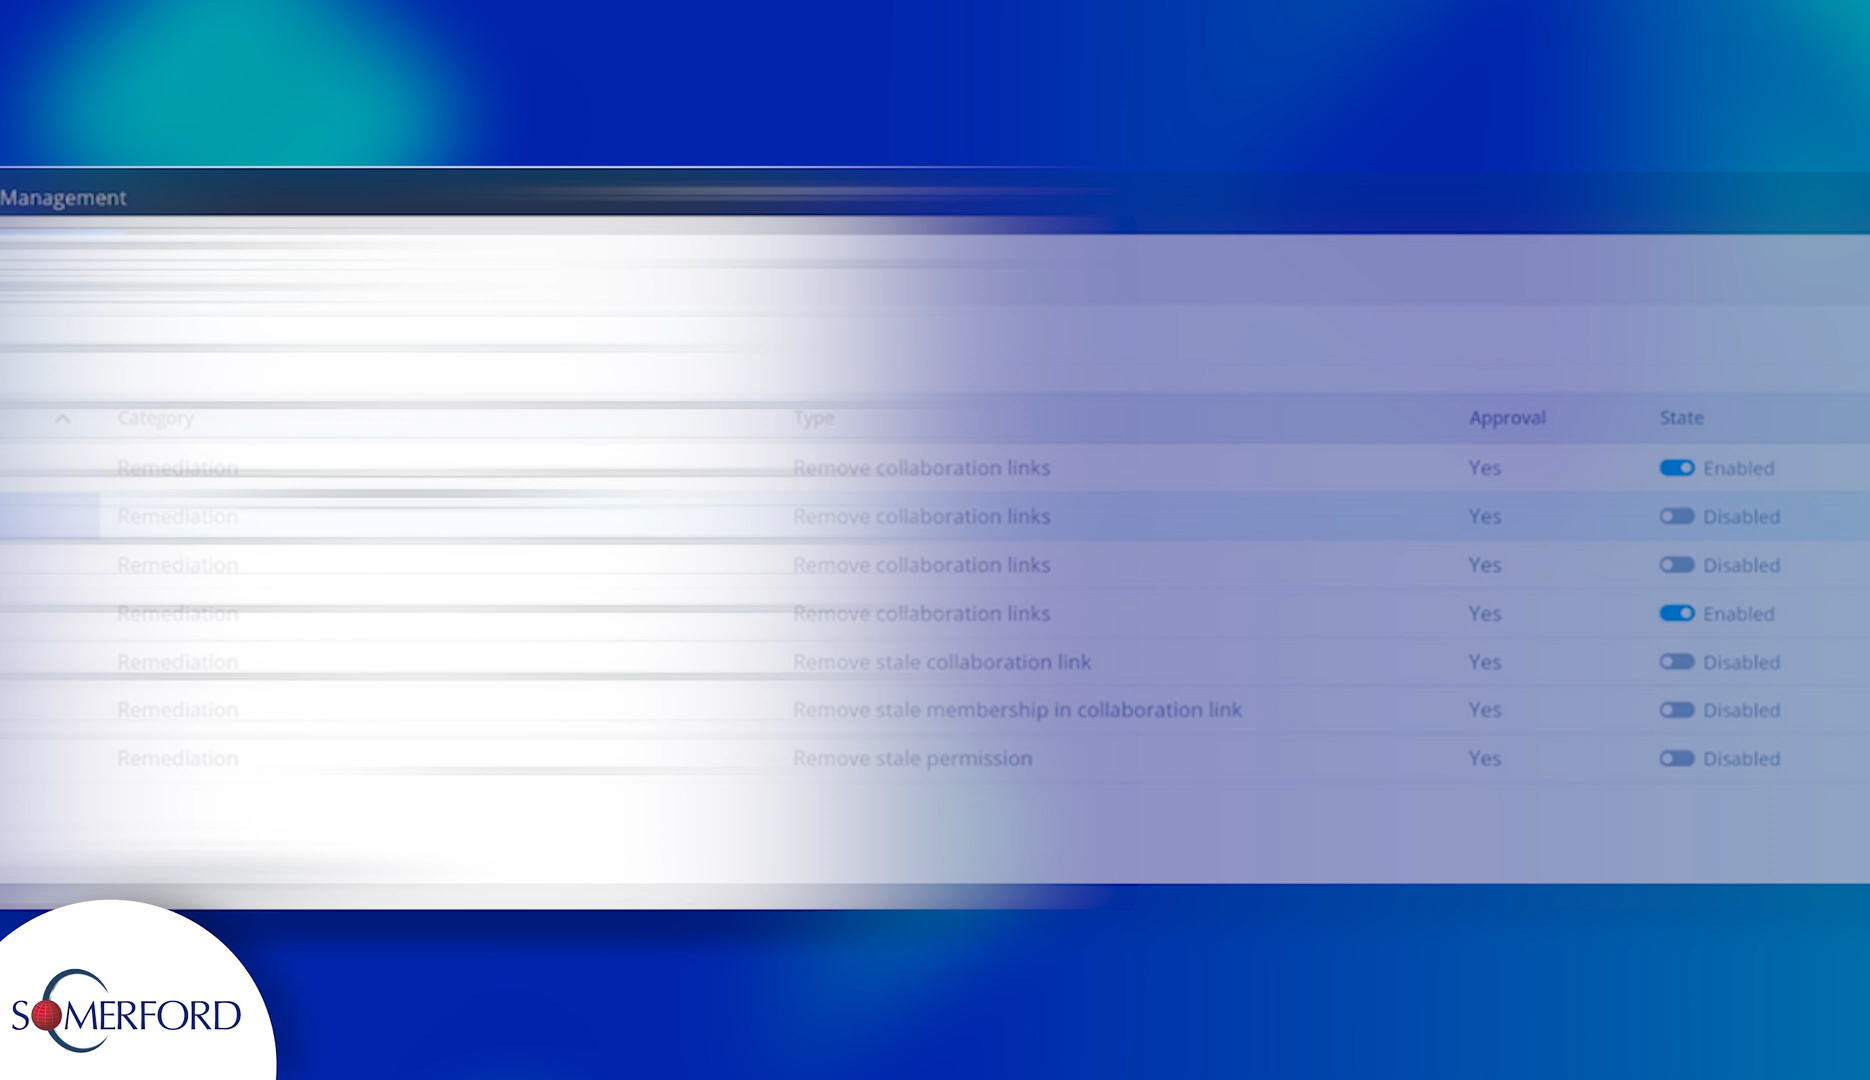 Management
Category Type Approval State
Remediation Remove collaboration links Yes Enabled
Remediation Remove collaboration links Yes Disabled
Remediation Remove collaboration links Yes Disabled
Remediation Remove collaboration links Yes Enabled
Remediation Remove stale collaboration link Yes Disabled
Remediation Remove stale membership in collaboration link Yes Disabled
Remediation Remove stale permission Yes Disabled
SOMERFORD